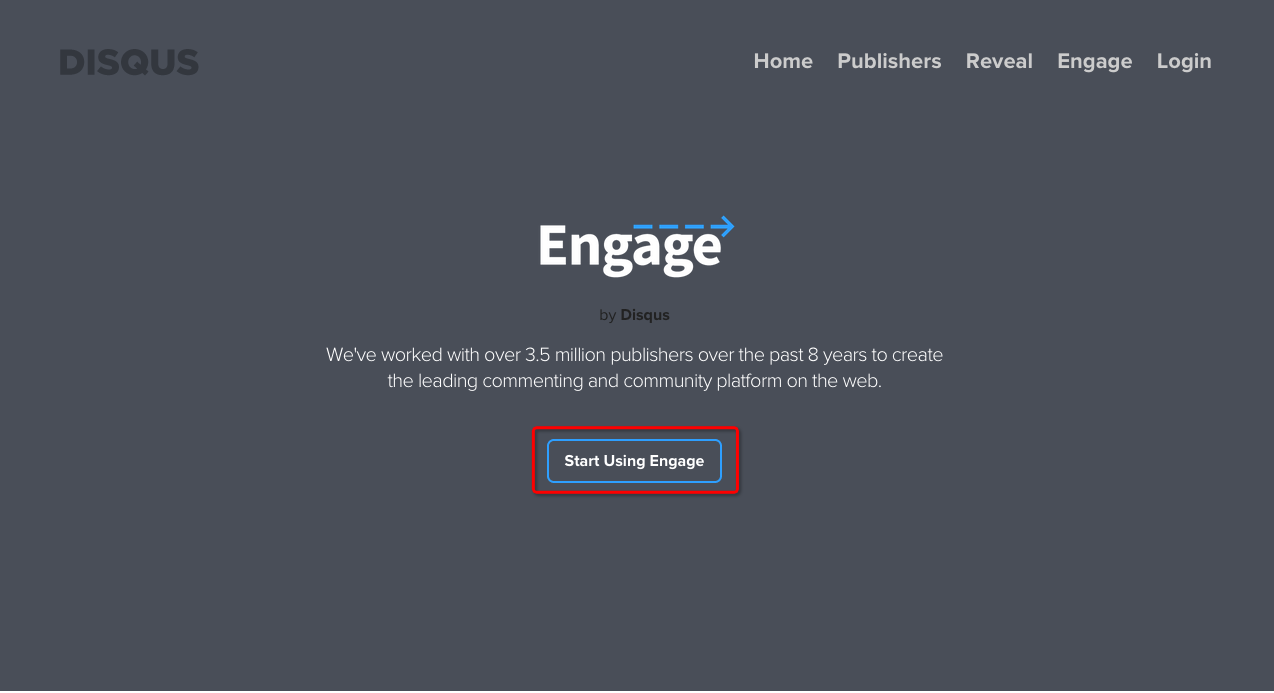 DISQUS
Home Publishers Reveal Engage Login
Engage
by Disqus
We've worked with over 3.5 million publishers over the past 8 years to create
the leading commenting and community platform on the web.
Start Using Engage